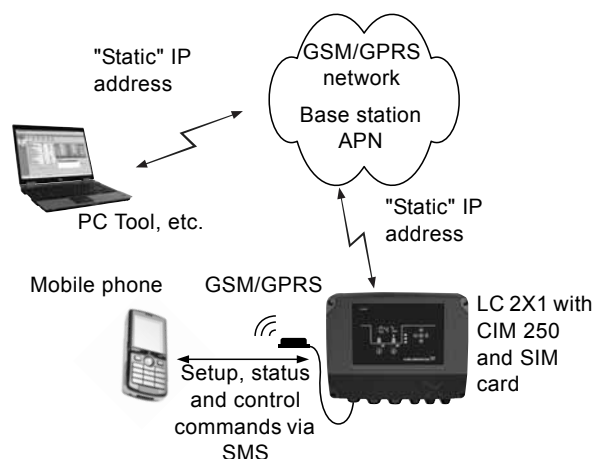 "Static" IP
address
GSM/GPRS
network
Base station
APN
PC Tool, etc.
"Static" IP
address
Mobile phone
GSM/GPRS
LC 2X1 with
CIM 250
and SIM
card
Setup, status
and control
commands via
SMS